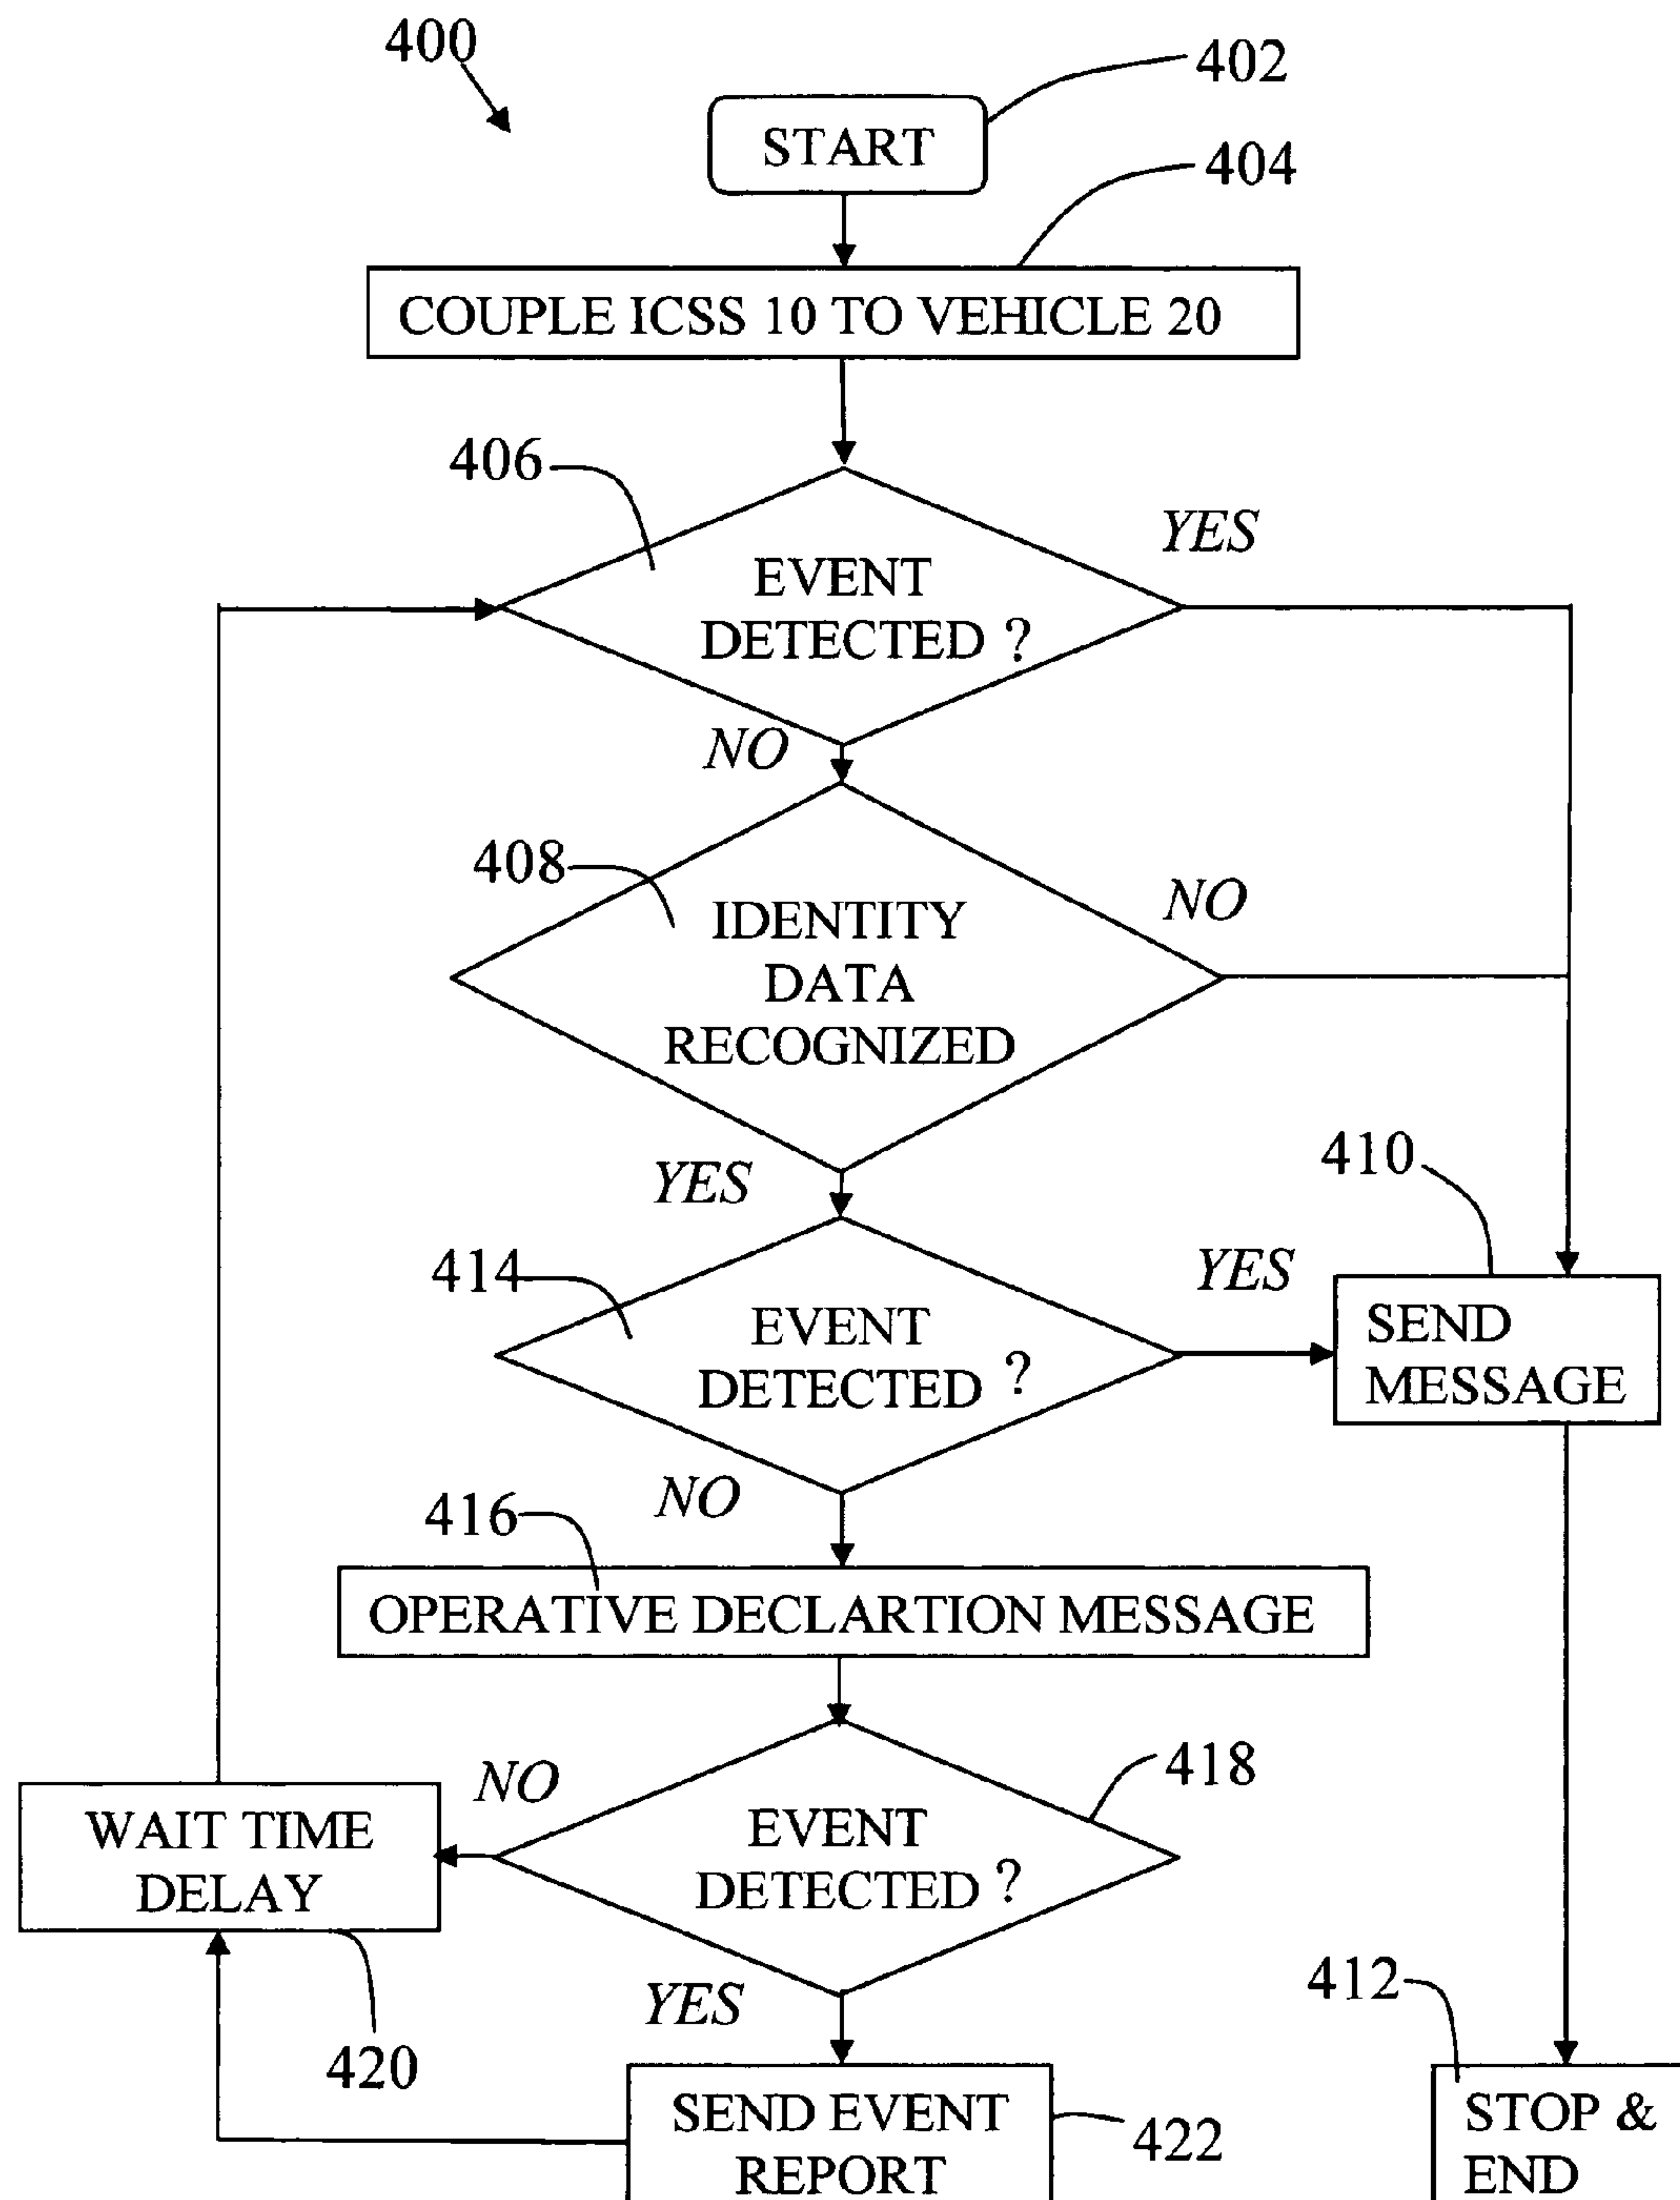 400
402
START
404
COUPLE ICSS 10 TO VEHICLE 20
406
YES
EVENT
DETECTED ?
NO
408
NO
IDENTITY
DATA
RECOGNIZED
410
YES
414
YES
EVENT
DETECTED ?
SEND
MESSAGE
NO
416
OPERATIVE DECLARTION MESSAGE
418
NO
WAIT TIME
DELAY
EVENT
DETECTED ?
420
YES
412
SEND EVENT
REPORT
422
STOP &
END